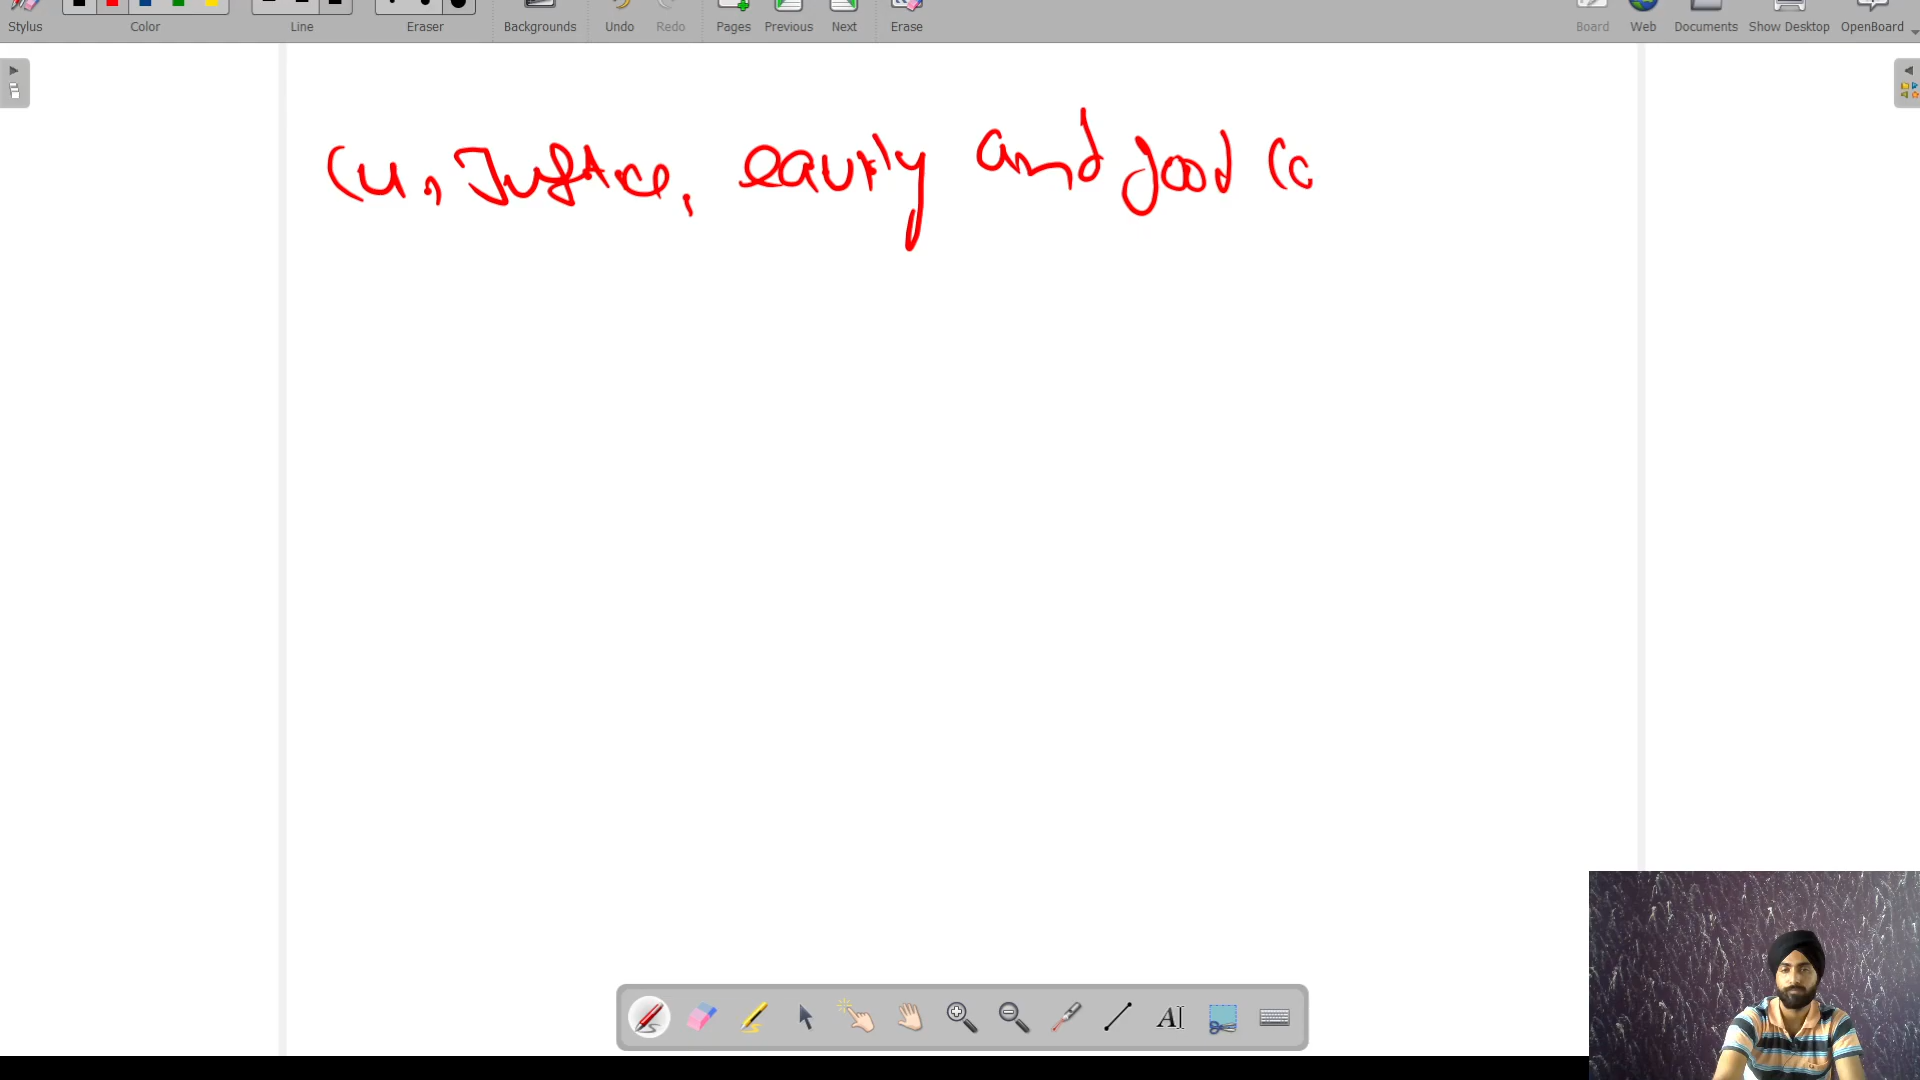 Stylus Color Line Eraser Backgrounds Undo Redo Pages Previous Next Erase Board Web Documents Show Desktop OpenBoard
Justice, equity and good co